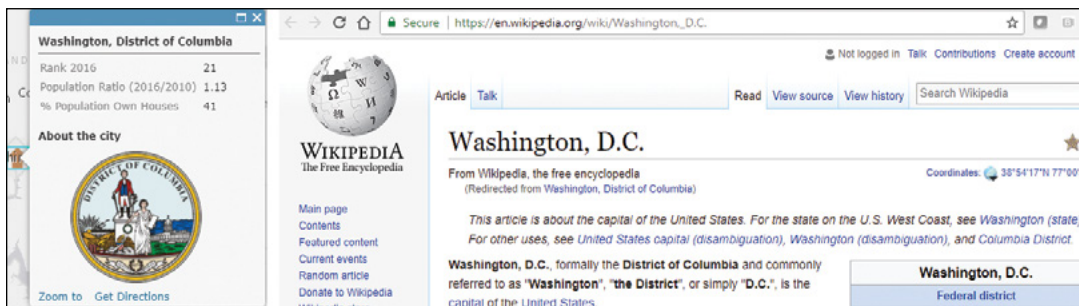 Washington, District of Columbia
Rank 2016 21
Population Ratio (2016/2010) 1.13
% Population Own Houses 41
About the city
DISTRICT OF COLUMBIA
Zoom to Get Directions
Secure | https://en.wikipedia.org/wiki/Washington,_D.C.
Not logged in Talk Contributions Create account
Article Talk Read View source View history Search Wikipedia
WIKIPEDIA
The Free Encyclopedia
Main page
Contents
Featured content
Current events
Random article
Donate to Wikipedia
Washington, D.C.
From Wikipedia, the free encyclopedia
(Redirected from Washington, District of Columbia)
Coordinates: 38°54′17″N 77°00′
This article is about the capital of the United States. For the state on the U.S. West Coast, see Washington (state
For other uses, see United States capital (disambiguation), Washington (disambiguation), and Columbia District.
Washington, D.C., formally the District of Columbia and commonly
referred to as "Washington", "the District", or simply "D.C.", is the
capital of the United States.
Washington, D.C.
Federal district